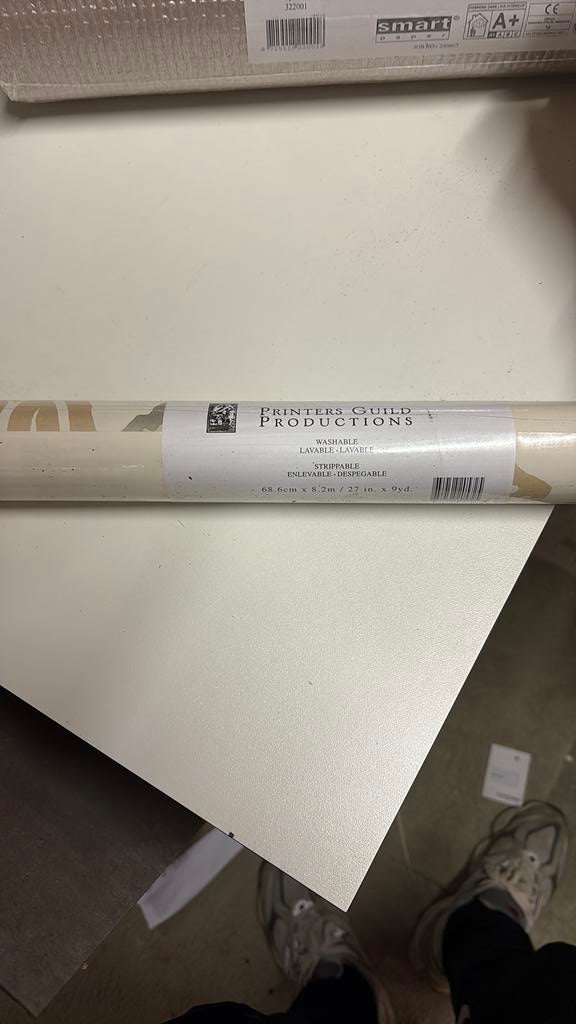 322001
smart
paper
A+
CE
PRINTERS GUILD
PRODUCTIONS
WASHABLE
LAVABLE - LAVABLE
STRIPPABLE
ENLEVABLE - DESPEGABLE
68.6cm x 8.2m / 27 in. x 9yd.